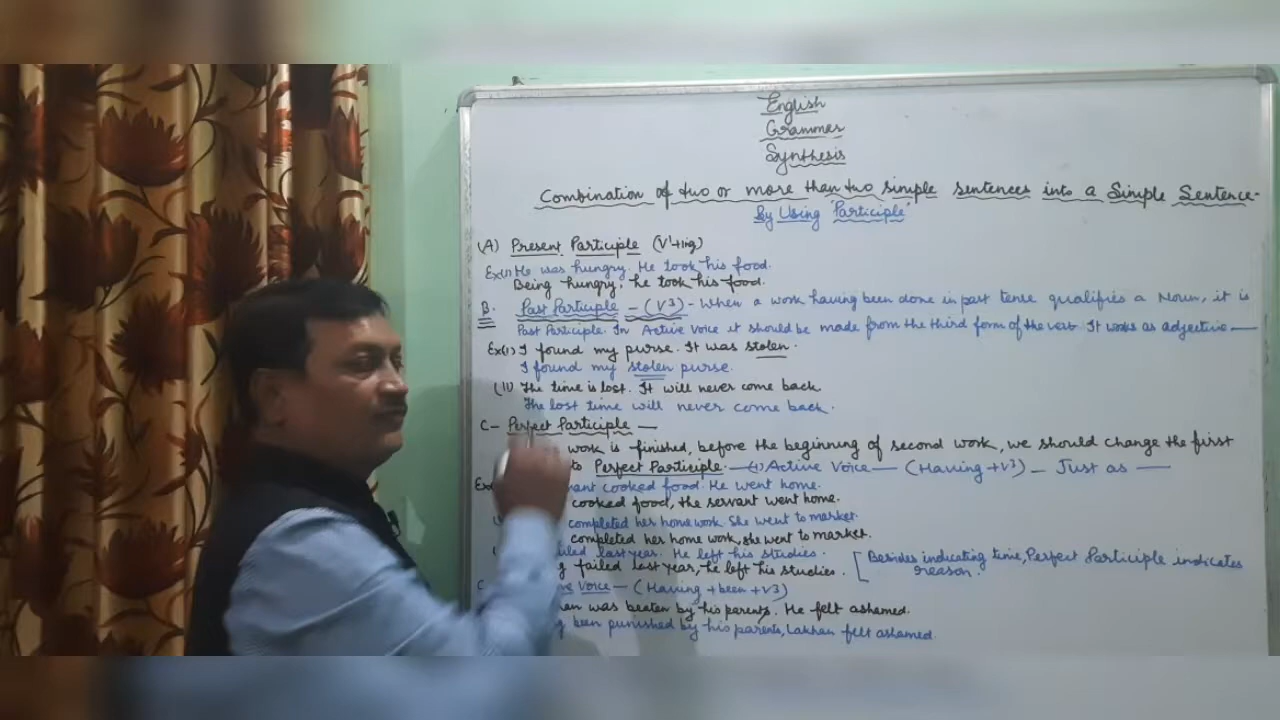 English
Grammar
Synthesis
Combination of two or more than two simple sentences into a Simple Sentence-
By Using "Participle"
(A) Present Participle (V'+ing)
Ex(1) He was hungry. He took his food.
Being hungry, he took his food.
B. Past Participle - (V3) - When a work having been done in past tense qualifies a Noun, it is
Past Participle. In Active Voice it should be made from the third form of the verb. It works as adjective —
Ex(1) I found my purse. It was stolen.
I found my stolen purse.
(11) The time is lost. It will never come back
The lost time will never come back.
C- Perfect Participle —
work is finished, before the beginning of second work, we should change the first
to Perfect Participle. — (1) Active Voice — (Having+V3) — Just as —
cooked food. He went home.
cooked food, the servant went home.
completed her home work. She went to market.
completed her home work, she went to market.
last year. He left his studies.
failed last year, he left his studies. [Besides indicating time, Perfect Participle indicates
reason.
Voice — (Having + been + V3)
was beaten by his parents. He felt ashamed.
been punished by his parents, Lakhan felt ashamed.